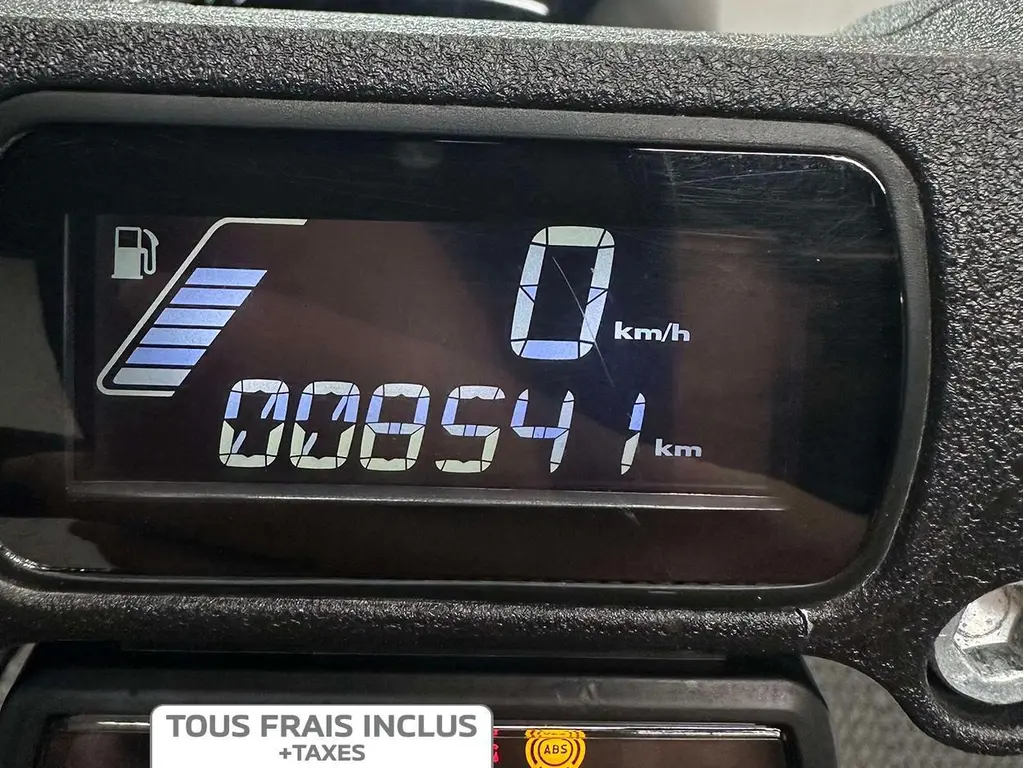 0 km/h
008541 km
TOUS FRAIS INCLUS
+TAXES
ABS